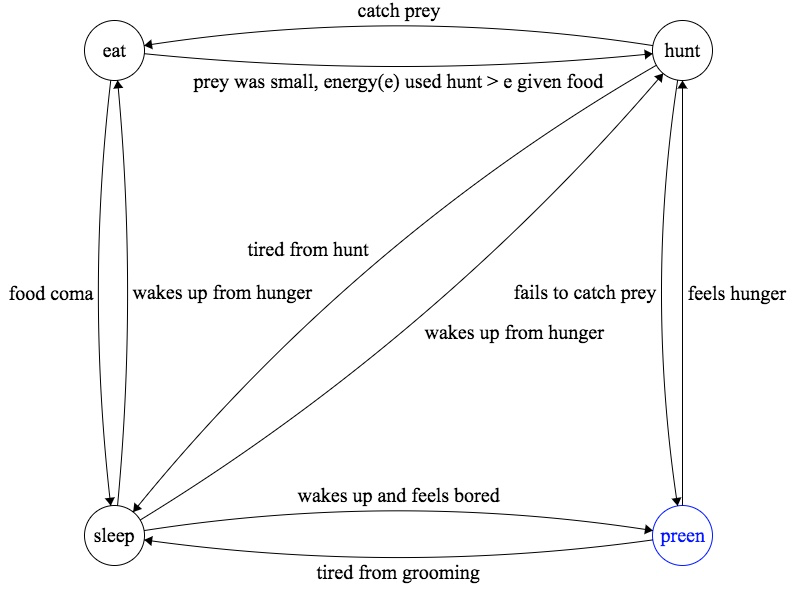 catch prey
eat
hunt
prey was small, energy(e) used hunt > e given food
tired from hunt
food coma
wakes up from hunger
fails to catch prey
feels hunger
wakes up from hunger
wakes up and feels bored
sleep
preen
tired from grooming